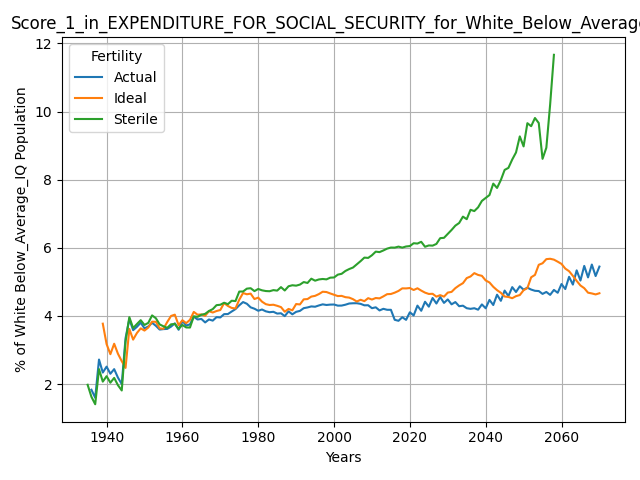 Score_1_in_EXPENDITURE_FOR_SOCIAL_SECURITY_for_White_Below_Average
12
10
8
6
4
2
% of White Below_Average_IQ Population
Fertility
Actual
Ideal
Sterile
1940 1960 1980 2000 2020 2040 2060
Years